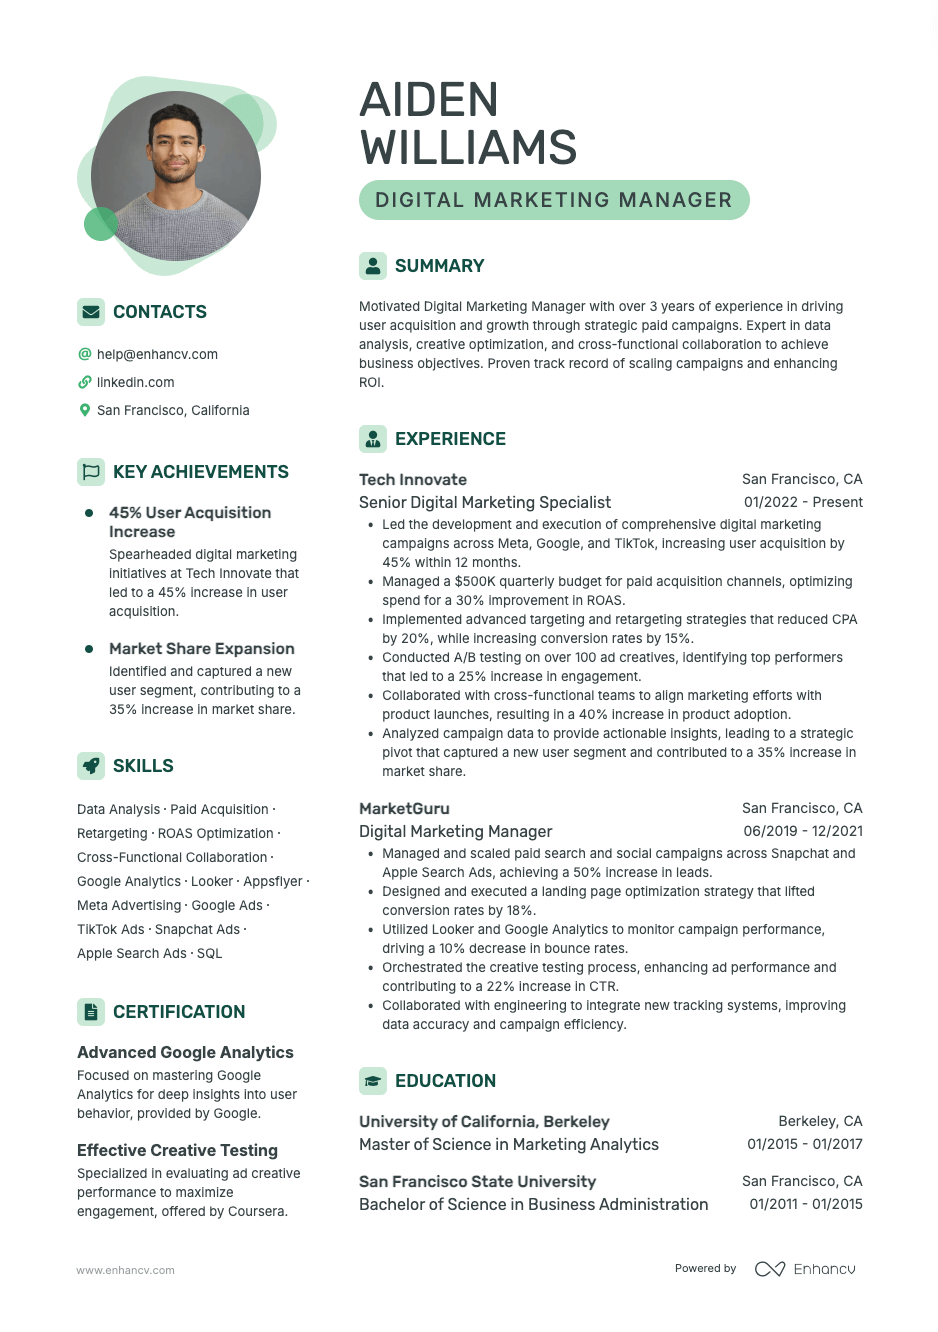 AIDEN
WILLIAMS
DIGITAL MARKETING MANAGER
CONTACTS
help@enhancv.com
linkedin.com
San Francisco, California
KEY ACHIEVEMENTS
45% User Acquisition
Increase
Spearheaded digital marketing
initiatives at Tech Innovate that
led to a 45% increase in user
acquisition.
Market Share Expansion
Identified and captured a new
user segment, contributing to a
35% increase in market share.
SKILLS
Data Analysis · Paid Acquisition ·
Retargeting · ROAS Optimization ·
Cross-Functional Collaboration ·
Google Analytics · Looker · Appsflyer ·
Meta Advertising · Google Ads ·
TikTok Ads · Snapchat Ads ·
Apple Search Ads · SQL
CERTIFICATION
Advanced Google Analytics
Focused on mastering Google
Analytics for deep insights into user
behavior, provided by Google.
Effective Creative Testing
Specialized in evaluating ad creative
performance to maximize
engagement, offered by Coursera.
SUMMARY
Motivated Digital Marketing Manager with over 3 years of experience in driving
user acquisition and growth through strategic paid campaigns. Expert in data
analysis, creative optimization, and cross-functional collaboration to achieve
business objectives. Proven track record of scaling campaigns and enhancing
ROI.
EXPERIENCE
Tech Innovate San Francisco, CA
Senior Digital Marketing Specialist 01/2022 - Present
• Led the development and execution of comprehensive digital marketing
campaigns across Meta, Google, and TikTok, increasing user acquisition by
45% within 12 months.
• Managed a $500K quarterly budget for paid acquisition channels, optimizing
spend for a 30% improvement in ROAS.
• Implemented advanced targeting and retargeting strategies that reduced CPA
by 20%, while increasing conversion rates by 15%.
• Conducted A/B testing on over 100 ad creatives, identifying top performers
that led to a 25% increase in engagement.
• Collaborated with cross-functional teams to align marketing efforts with
product launches, resulting in a 40% increase in product adoption.
• Analyzed campaign data to provide actionable insights, leading to a strategic
pivot that captured a new user segment and contributed to a 35% increase in
market share.
MarketGuru San Francisco, CA
Digital Marketing Manager 06/2019 - 12/2021
• Managed and scaled paid search and social campaigns across Snapchat and
Apple Search Ads, achieving a 50% increase in leads.
• Designed and executed a landing page optimization strategy that lifted
conversion rates by 18%.
• Utilized Looker and Google Analytics to monitor campaign performance,
driving a 10% decrease in bounce rates.
• Orchestrated the creative testing process, enhancing ad performance and
contributing to a 22% increase in CTR.
• Collaborated with engineering to integrate new tracking systems, improving
data accuracy and campaign efficiency.
EDUCATION
University of California, Berkeley Berkeley, CA
Master of Science in Marketing Analytics 01/2015 - 01/2017
San Francisco State University San Francisco, CA
Bachelor of Science in Business Administration 01/2011 - 01/2015
www.enhancv.com
Powered by Enhancv